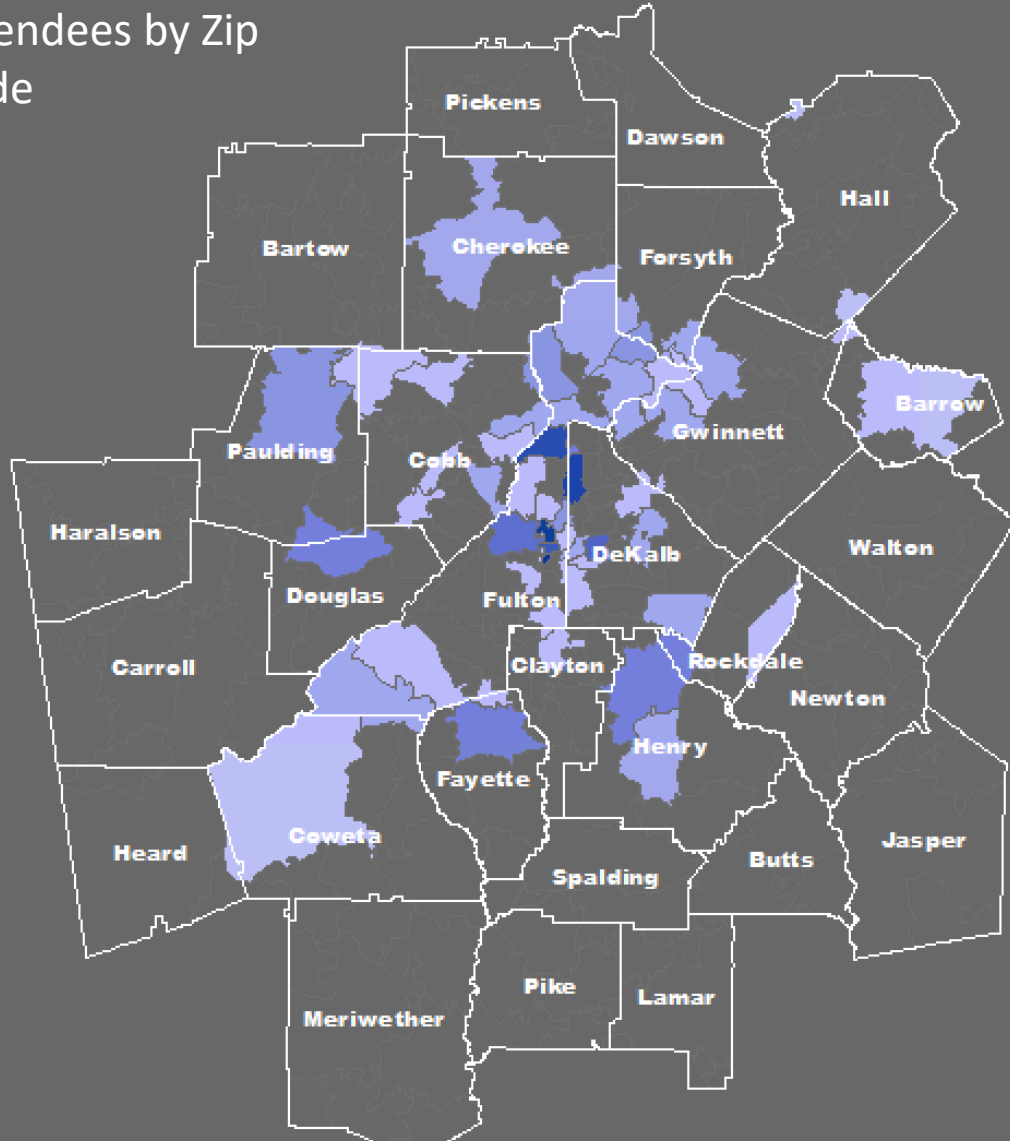 endees by Zip
de
Pickens
Dawson
Hall
Bartow
Cherokee
Forsyth
Barrow
Gwinnett
Paulding
Cobb
Haralson
Walton
DeKalb
Douglas
Fulton
Carroll
Clayton
Rockdale
Newton
Henry
Fayette
Coweta
Heard
Jasper
Butts
Spalding
Pike
Lamar
Meriwether